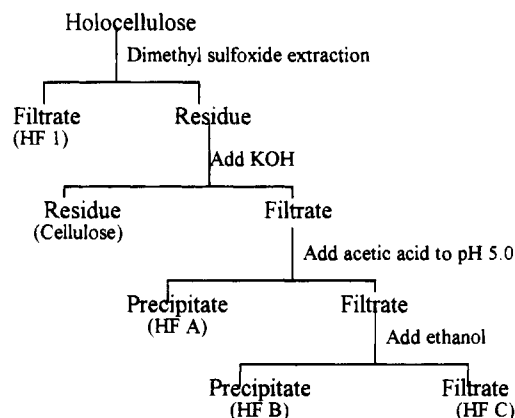 Holocellulose
Dimethyl sulfoxide extraction
Filtrate
(HF 1)
Residue
Add KOH
Residue
(Cellulose)
Filtrate
Add acetic acid to pH 5.0
Precipitate
(HF A)
Filtrate
Add ethanol
Precipitate
(HF B)
Filtrate
(HF C)